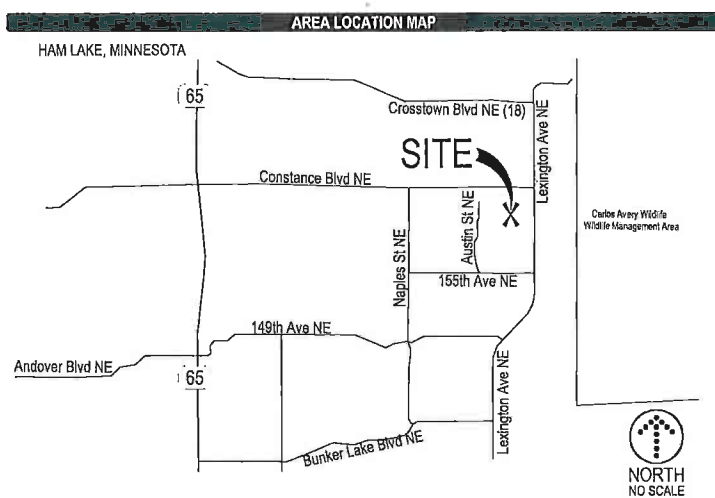 AREA LOCATION MAP
HAM LAKE, MINNESOTA
65
Crosstown Blvd NE (18)
Lexington Ave NE
SITE
Constance Blvd NE
Austin St NE
Carlos Avery Wildlife
Wildlife Management Area
Naples St NE
155th Ave NE
149th Ave NE
Andover Blvd NE
65
Lexington Ave NE
Bunker Lake Blvd NE
NORTH
NO SCALE